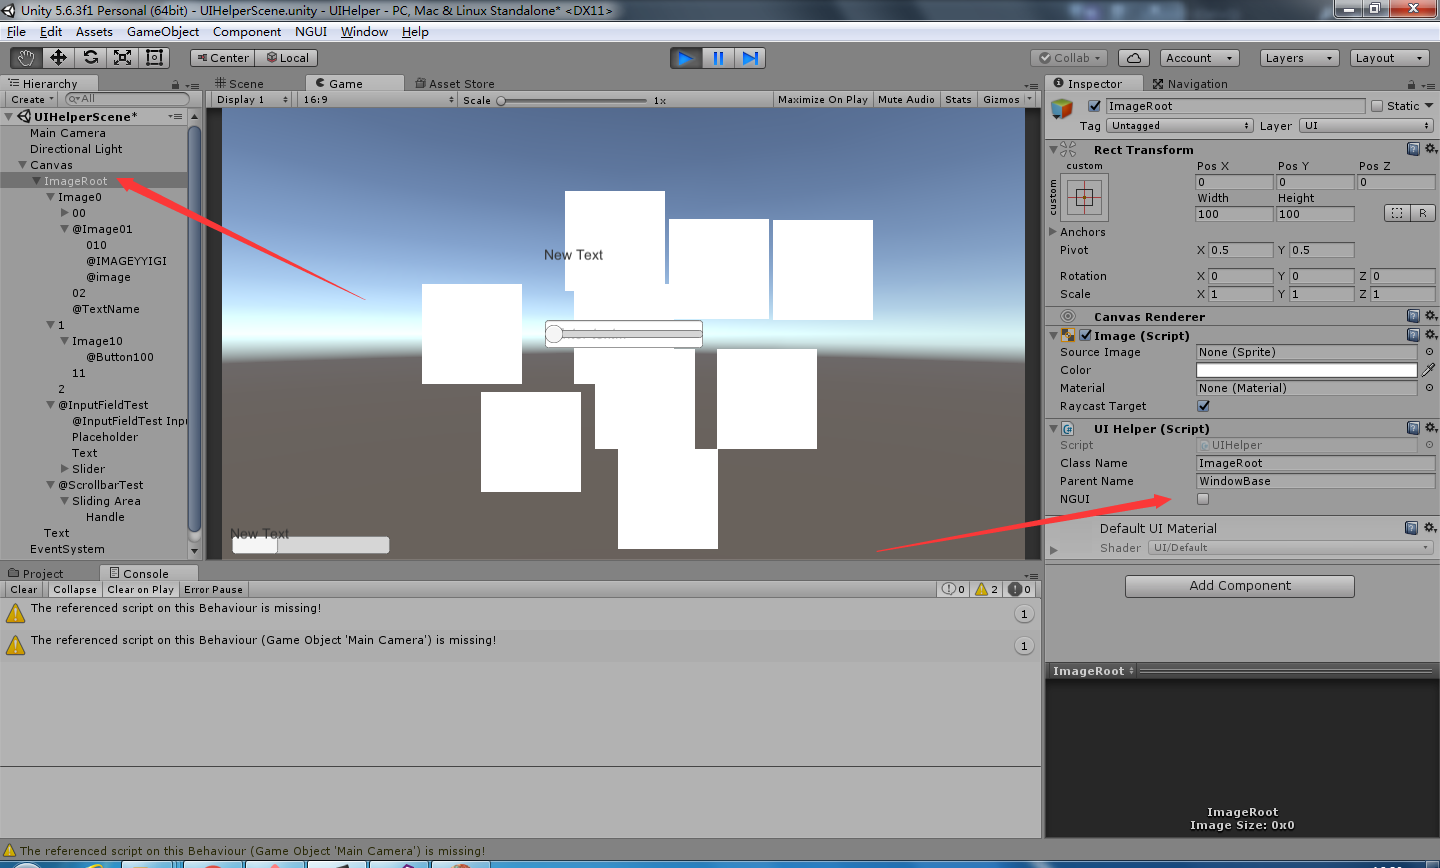 Unity 5.6.3f1 Personal (64bit) - UIHelperScene.unity - UIHelper - PC, Mac & Linux Standalone* <DX11>
File Edit Assets GameObject Component NGUI Window Help
Center Local Collab Account Layers Layout
Hierarchy
Create All
UIHelperScene*
Main Camera
Directional Light
Canvas
ImageRoot
Image0
00
@Image01
010
@IMAGEYYIGI
@image
02
@TextName
1
Image10
@Button100
11
2
@InputFieldTest
@InputFieldTest Inpu
Placeholder
Text
Slider
@ScrollbarTest
Sliding Area
Handle
Text
EventSystem
Scene Game Asset Store
Display 1 16:9 Scale 1x Maximize On Play Mute Audio Stats Gizmos
New Text
New Text
Inspector Navigation
ImageRoot Static
Tag Untagged Layer UI
Rect Transform
custom Pos X Pos Y Pos Z
custom 0 0 0
Width Height
100 100 R
Anchors
Pivot X 0.5 Y 0.5
Rotation X 0 Y 0 Z 0
Scale X 1 Y 1 Z 1
Canvas Renderer
Image (Script)
Source Image None (Sprite)
Color
Material None (Material)
Raycast Target
UI Helper (Script)
Script UIHelper
Class Name ImageRoot
Parent Name WindowBase
NGUI
Default UI Material
Shader UI/Default
Add Component
ImageRoot
ImageRoot
Image Size: 0x0
Project Console
Clear Collapse Clear on Play Error Pause 0 2 0
The referenced script on this Behaviour is missing! 1
The referenced script on this Behaviour (Game Object 'Main Camera') is missing! 1
The referenced script on this Behaviour (Game Object 'Main Camera') is missing!